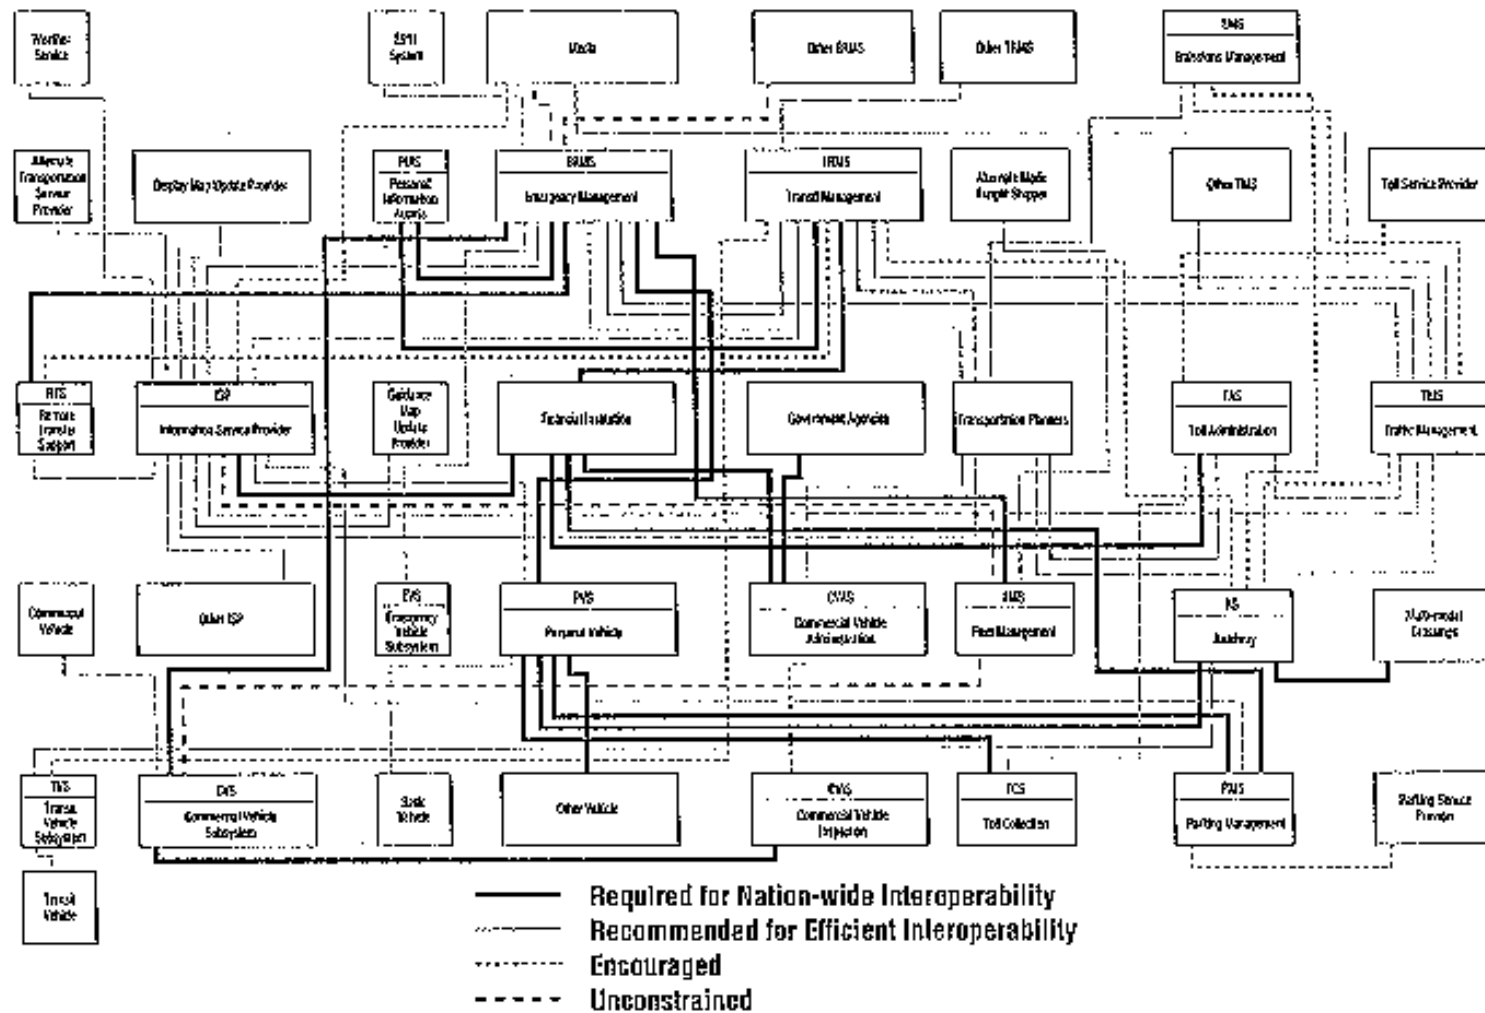 Weather
Service
E911
System
Media
Other EMMS
Other TRMS
EMMS
Emissions Management
Alternate
Transportation
Service
Provider
Display Map Update Provider
PIAS
Personal
Information
Access
Emergency Management
TRMS
Transit Management
Alternate Mode
Freight Shipper
Other TMS
Toll Service Provider
RTS
Remote
Traveler
Support
ISP
Information Service Provider
Guidance
Map
Update
Provider
Financial Institution
Government Agencies
Transportation Planners
TAS
Toll Administration
TMS
Traffic Management
Commercial
Vehicle
Other ISP
EVS
Emergency
Vehicle
Subsystem
PVS
Personal Vehicle
CVAS
Commercial Vehicle
Administration
FMS
Fleet Management
RS
Roadway
Multi-modal
Crossings
TVS
Transit
Vehicle
Subsystem
CVS
Commercial Vehicle
Subsystem
Basic
Vehicle
Other Vehicle
Commercial Vehicle
Inspection
TCS
Toll Collection
PMS
Parking Management
Parking Service
Provider
Transit
Vehicle
Required for Nation-wide Interoperability
Recommended for Efficient Interoperability
Encouraged
Unconstrained